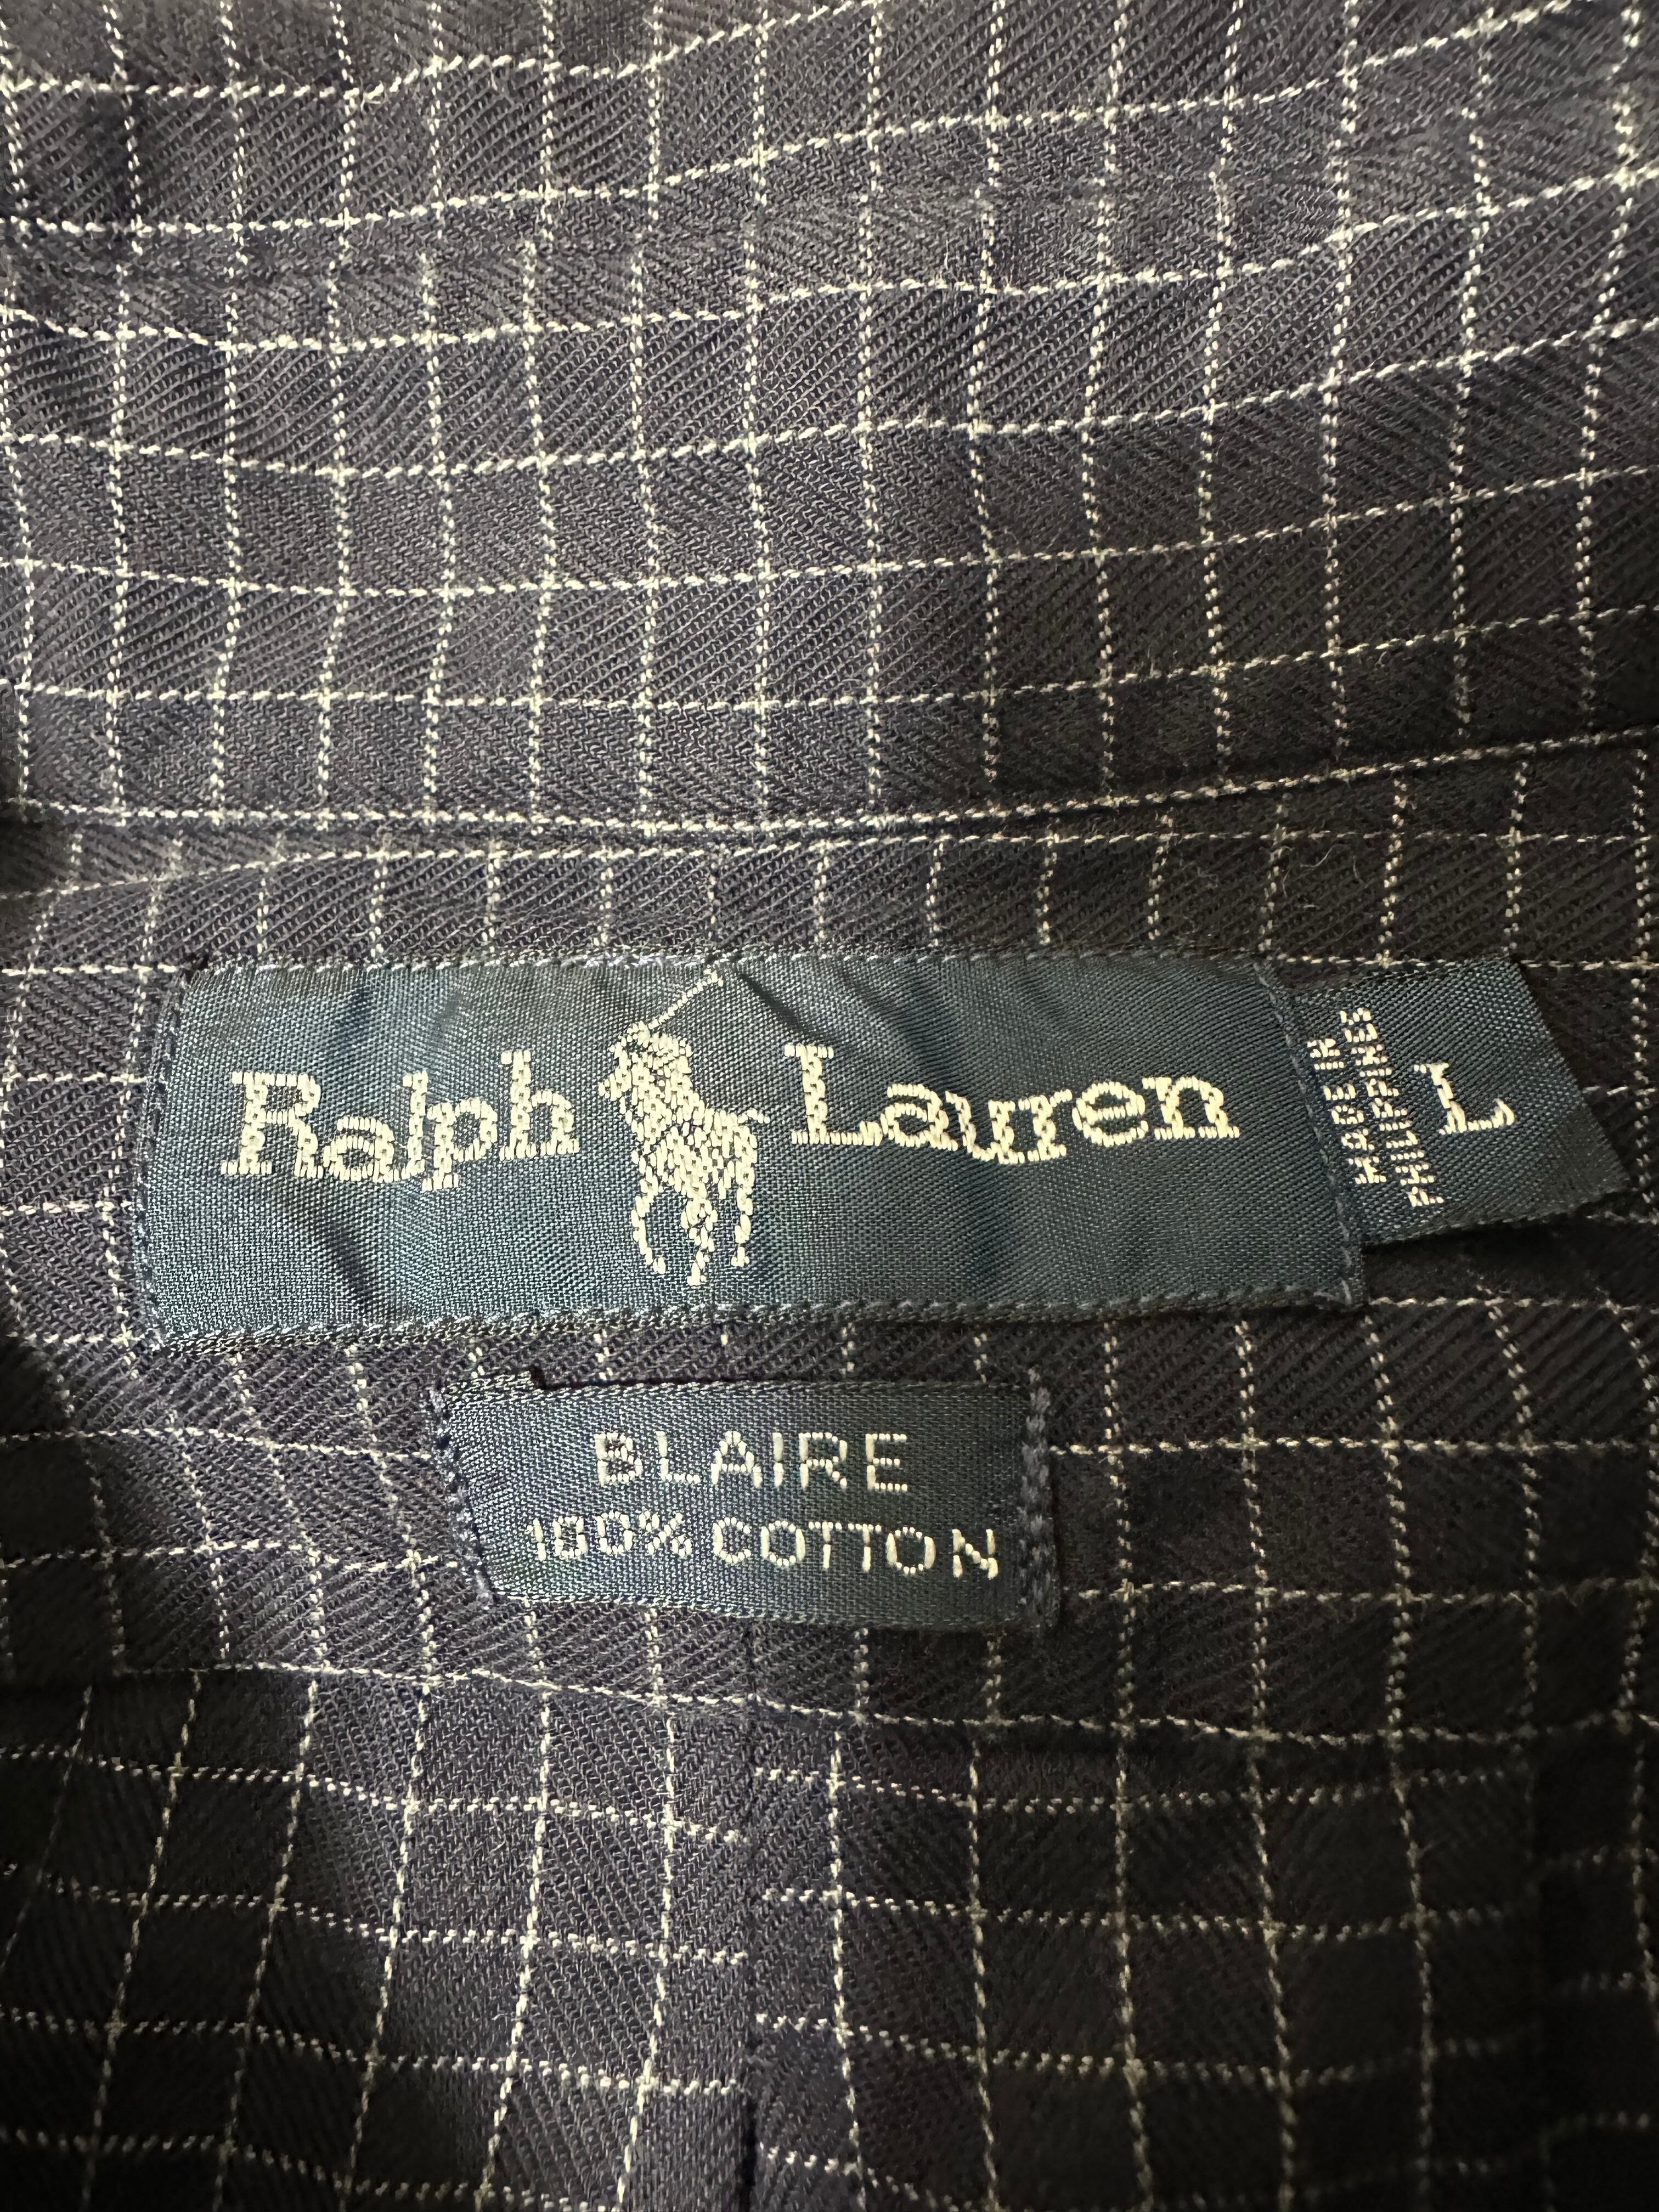 Ralph Lauren
MADE IN
PHILIPPINES
L
BLAIRE
100% COTTON